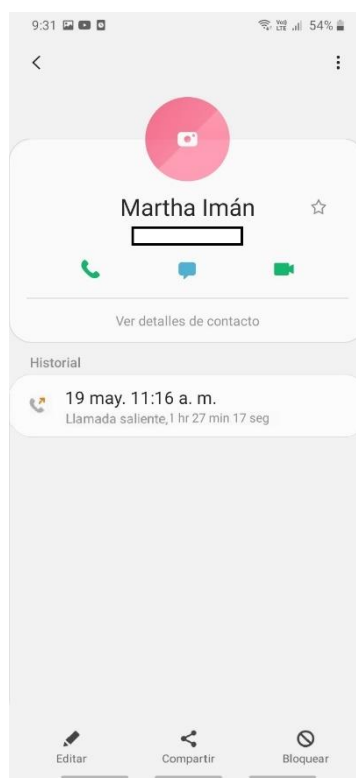 9:31 54%
Martha Imán
Ver detalles de contacto
Historial
19 may. 11:16 a. m.
Llamada saliente,1 hr 27 min 17 seg
Editar Compartir Bloquear